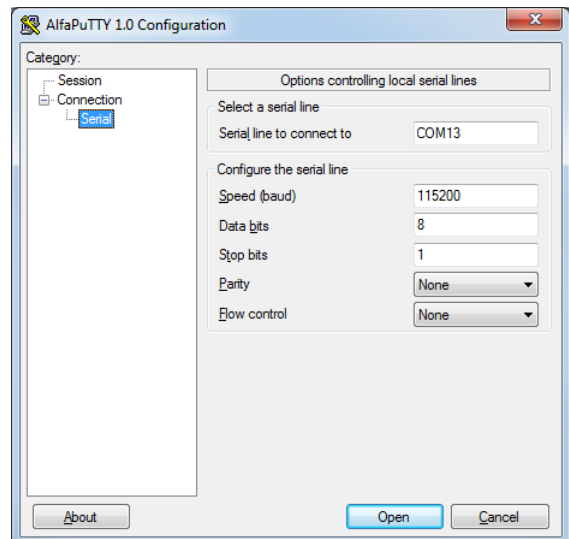 AlfaPuTTY 1.0 Configuration
Category:
Session
Connection
Serial
Options controlling local serial lines
Select a serial line
Serial line to connect to COM13
Configure the serial line
Speed (baud) 115200
Data bits 8
Stop bits 1
Parity None
Flow control None
About Open Cancel